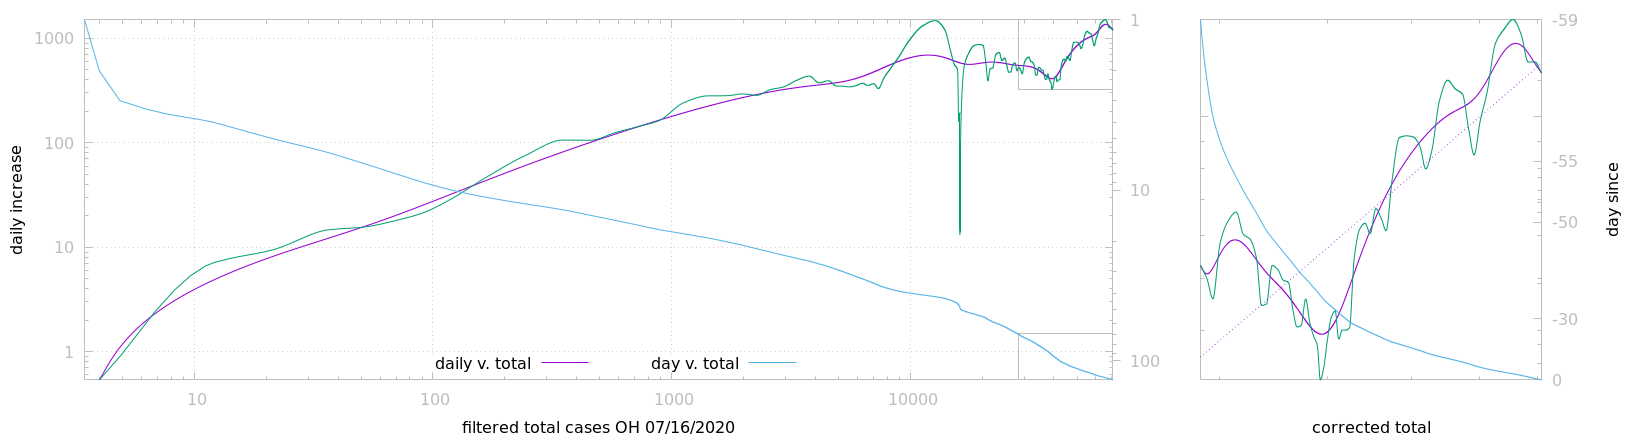 1000
100
10
1
daily increase
1
10
100
daily v. total
day v. total
10
100
1000
10000
filtered total cases OH 07/16/2020
-59
-55
-50
-30
0
day since
corrected total